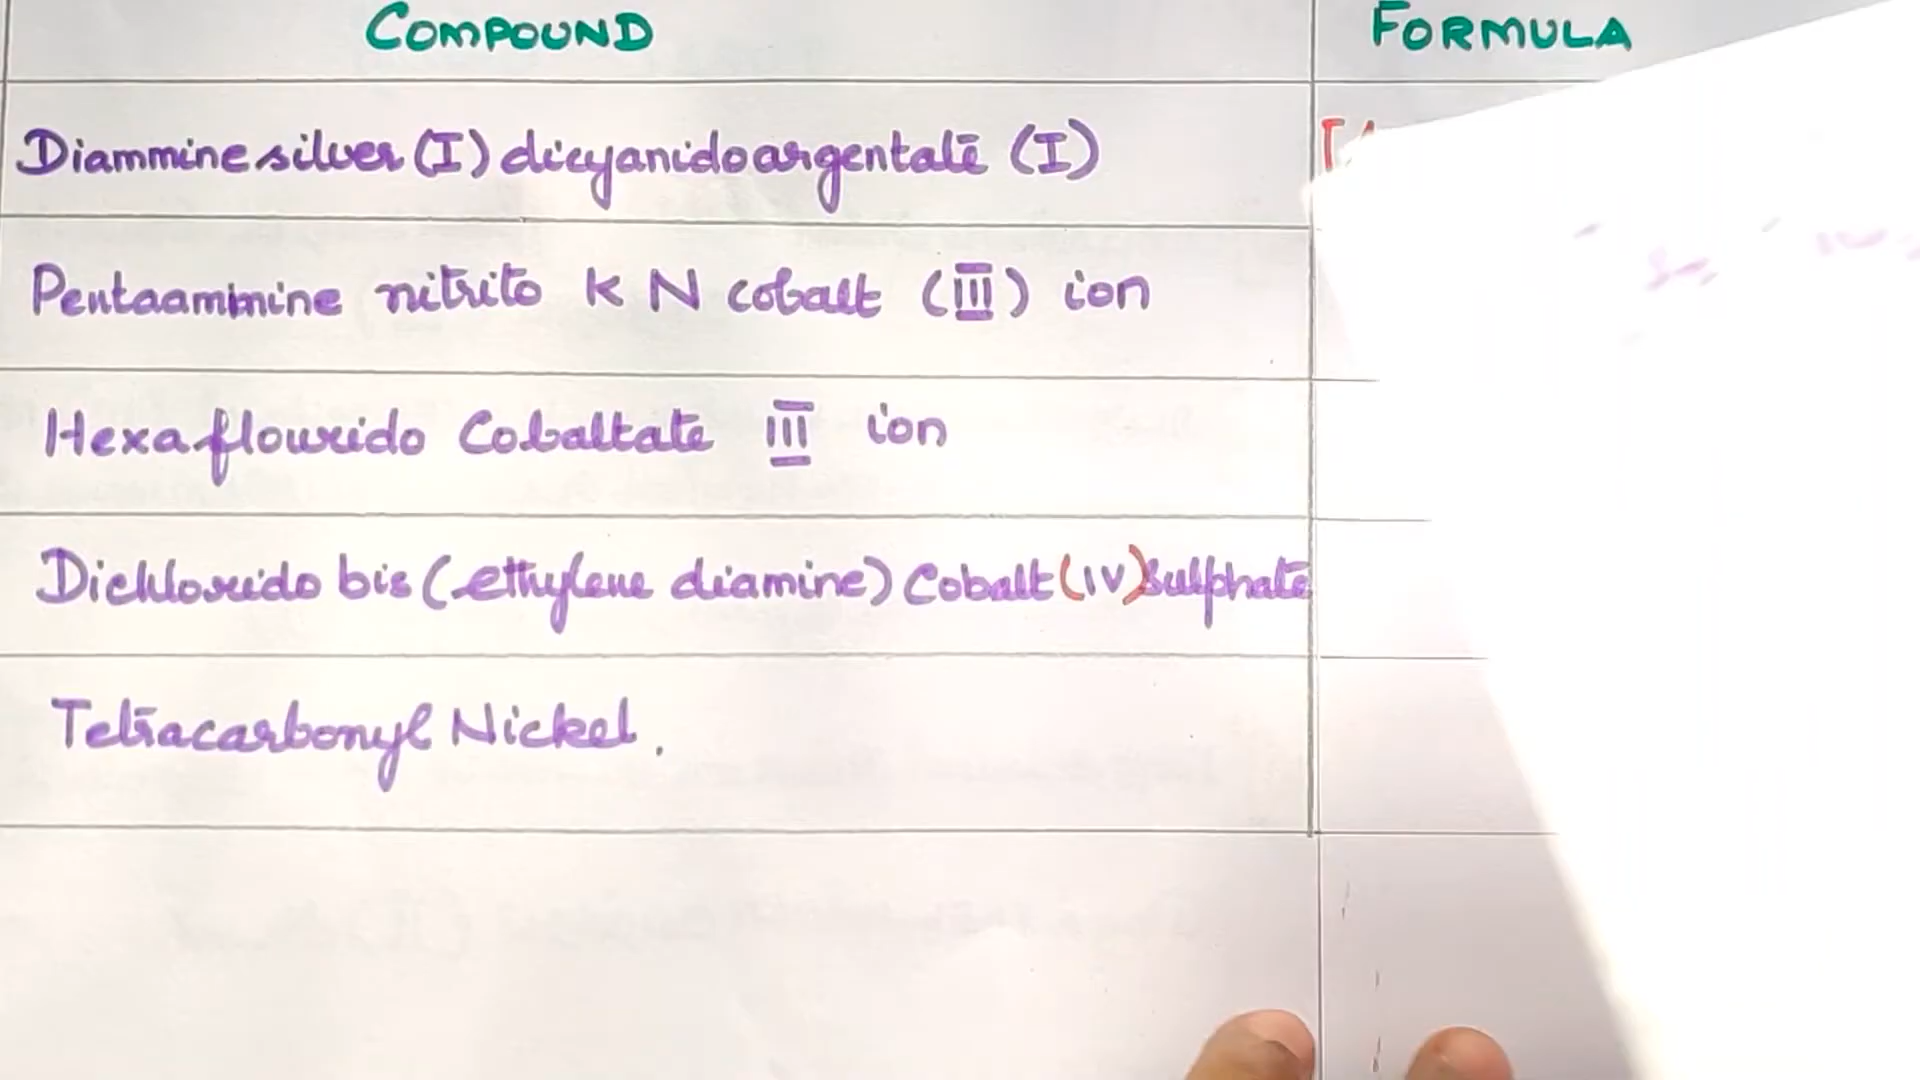 COMPOUND
FORMULA
Diammine silver (I) dicyanidoargentate (I)
Pentaammine nitrito K N cobalt (III) ion
Hexaflourido Cobaltate III ion
Dichlorido bis (ethylene diamine) Cobalt (IV) Sulphate
Tetracarbonyl Nickel.